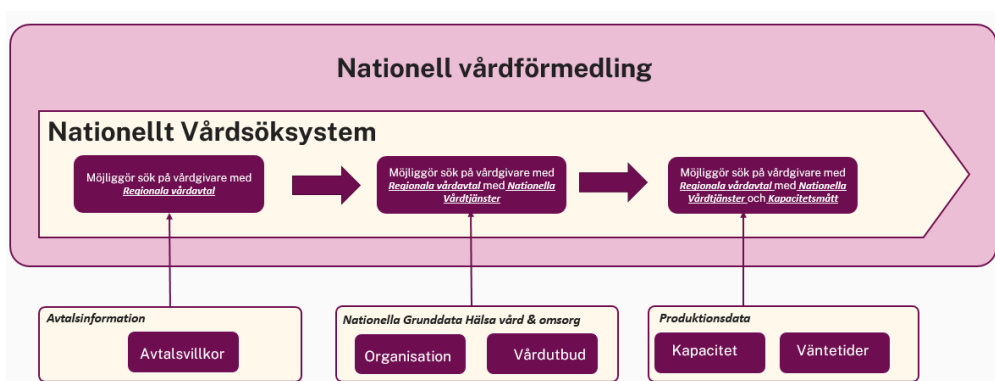 Nationell vårdförmedling
Nationellt Vårdsöksystem
Möjliggör sök på vårdgivare med
Regionala vårdavtal
Möjliggör sök på vårdgivare med
Regionala vårdavtal med Nationella
Vårdtjänster
Möjliggör sök på vårdgivare med
Regionala vårdavtal med Nationella
Vårdtjänster och Kapacitetsmått
Avtalsinformation
Avtalsvillkor
Nationella Grunddata Hälsa vård & omsorg
Organisation
Vårdutbud
Produktionsdata
Kapacitet
Väntetider